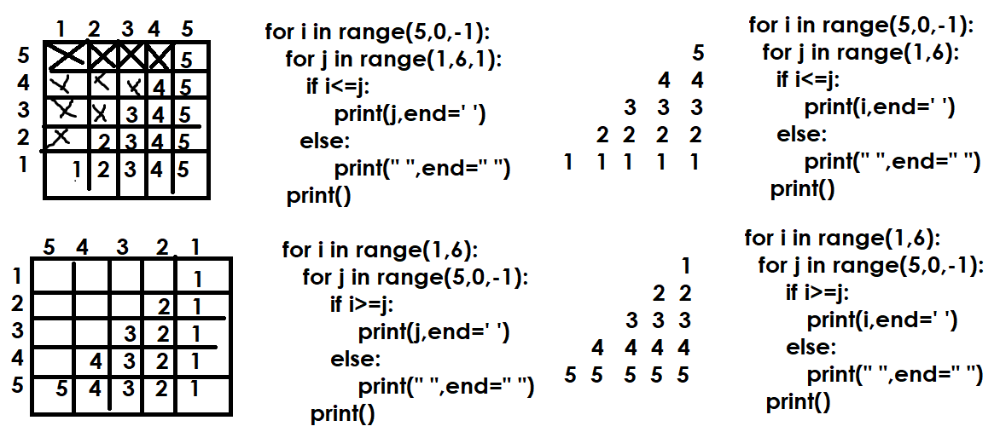 1 2 3 4 5
5 5
4 4 5
3 3 4 5
2 2 3 4 5
1 1 2 3 4 5
for i in range(5,0,-1):
for j in range(1,6,1):
if i<=j:
print(j,end=' ')
else:
print(" ",end=" ")
print()
5
4 4
3 3 3
2 2 2 2
1 1 1 1 1
for i in range(5,0,-1):
for j in range(1,6):
if i<=j:
print(i,end=' ')
else:
print(" ",end=" ")
print()
5 4 3 2 1
1 1
2 2 1
3 3 2 1
4 4 3 2 1
5 5 4 3 2 1
for i in range(1,6):
for j in range(5,0,-1):
if i>=j:
print(j,end=' ')
else:
print(" ",end=" ")
print()
1
2 2
3 3 3
4 4 4 4
5 5 5 5 5
for i in range(1,6):
for j in range(5,0,-1):
if i>=j:
print(i,end=' ')
else:
print(" ",end=" ")
print()